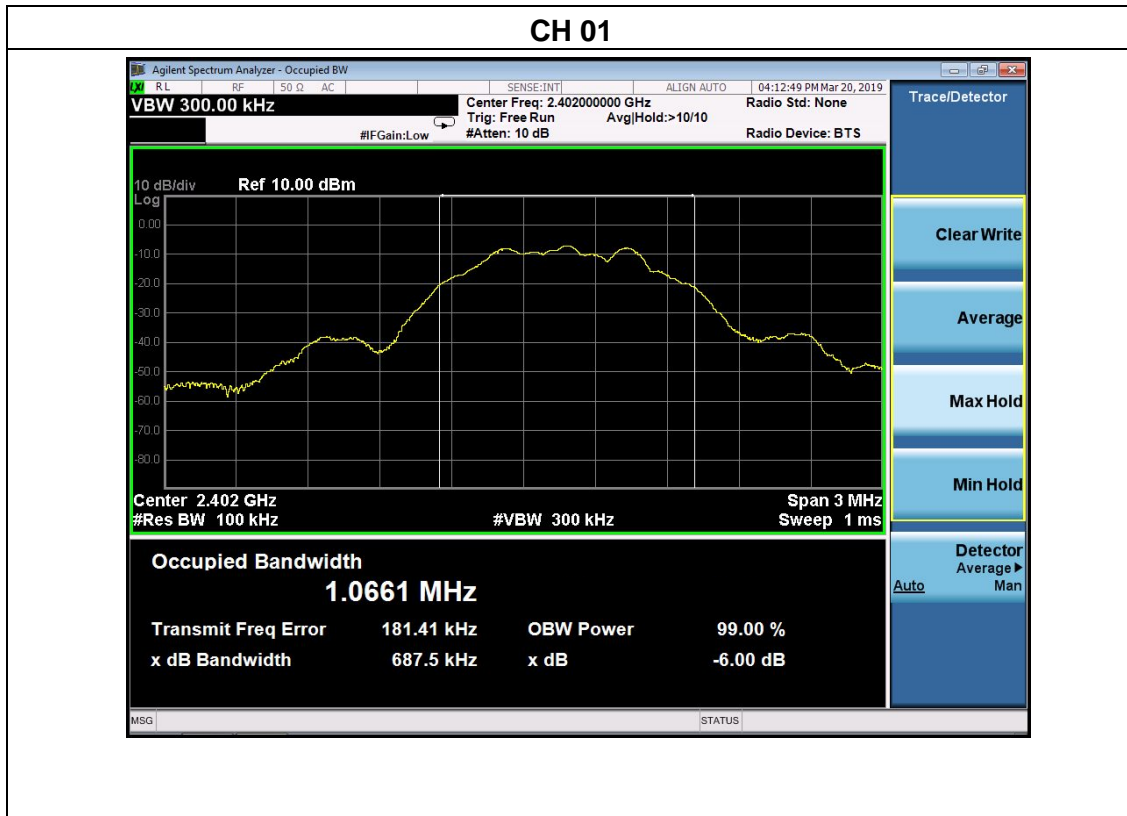 CH 01
Agilent Spectrum Analyzer - Occupied BW
LXI RL RF 50 Ω AC SENSE:INT ALIGN AUTO 04:12:49 PM Mar 20, 2019
VBW 300.00 kHz Center Freq: 2.402000000 GHz Radio Std: None
Trig: Free Run Avg|Hold:>10/10
#IFGain:Low #Atten: 10 dB Radio Device: BTS
Trace/Detector
10 dB/div Ref 10.00 dBm
Log
0.00
-10.0
-20.0
-30.0
-40.0
-50.0
-60.0
-70.0
-80.0
Center 2.402 GHz Span 3 MHz
#Res BW 100 kHz #VBW 300 kHz Sweep 1 ms
Clear Write
Average
Max Hold
Min Hold
Detector
Average▶
Auto Man
Occupied Bandwidth
1.0661 MHz
Transmit Freq Error 181.41 kHz OBW Power 99.00 %
x dB Bandwidth 687.5 kHz x dB -6.00 dB
MSG STATUS